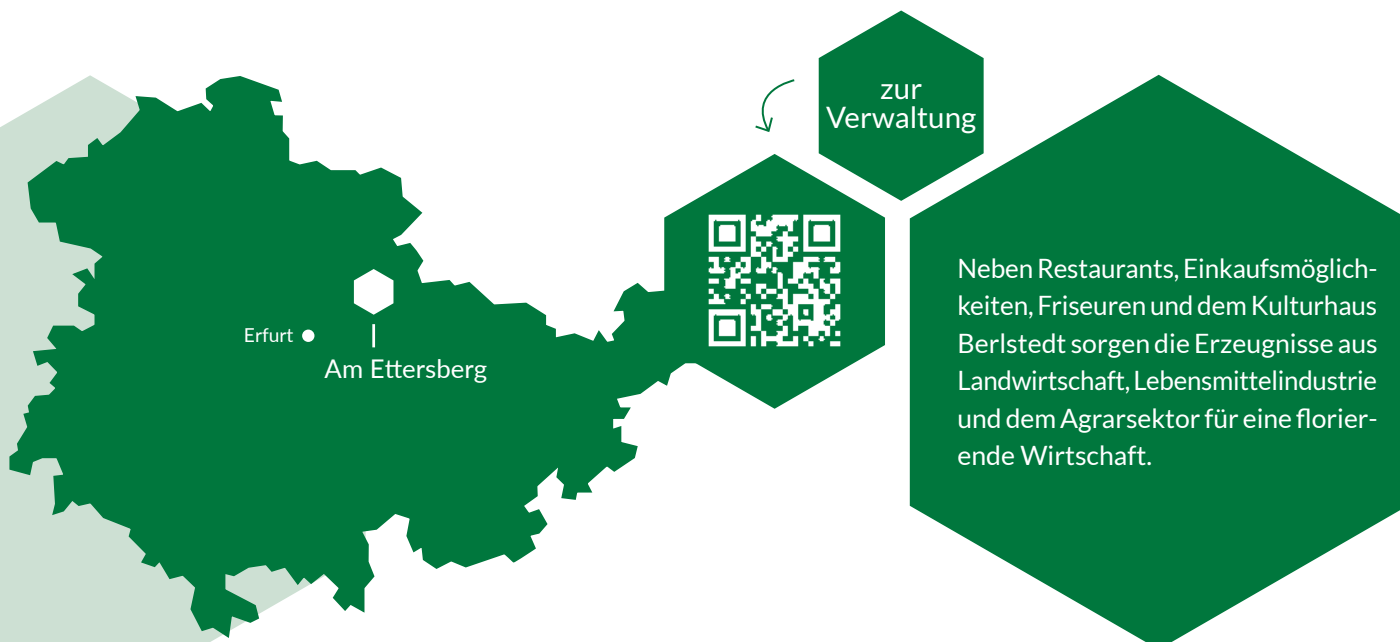 zur
Verwaltung
Erfurt
Am Ettersberg
Neben Restaurants, Einkaufsmöglich-
keiten, Friseuren und dem Kulturhaus
Berlstedt sorgen die Erzeugnisse aus
Landwirtschaft, Lebensmittelindustrie
und dem Agrarsektor für eine florier-
ende Wirtschaft.